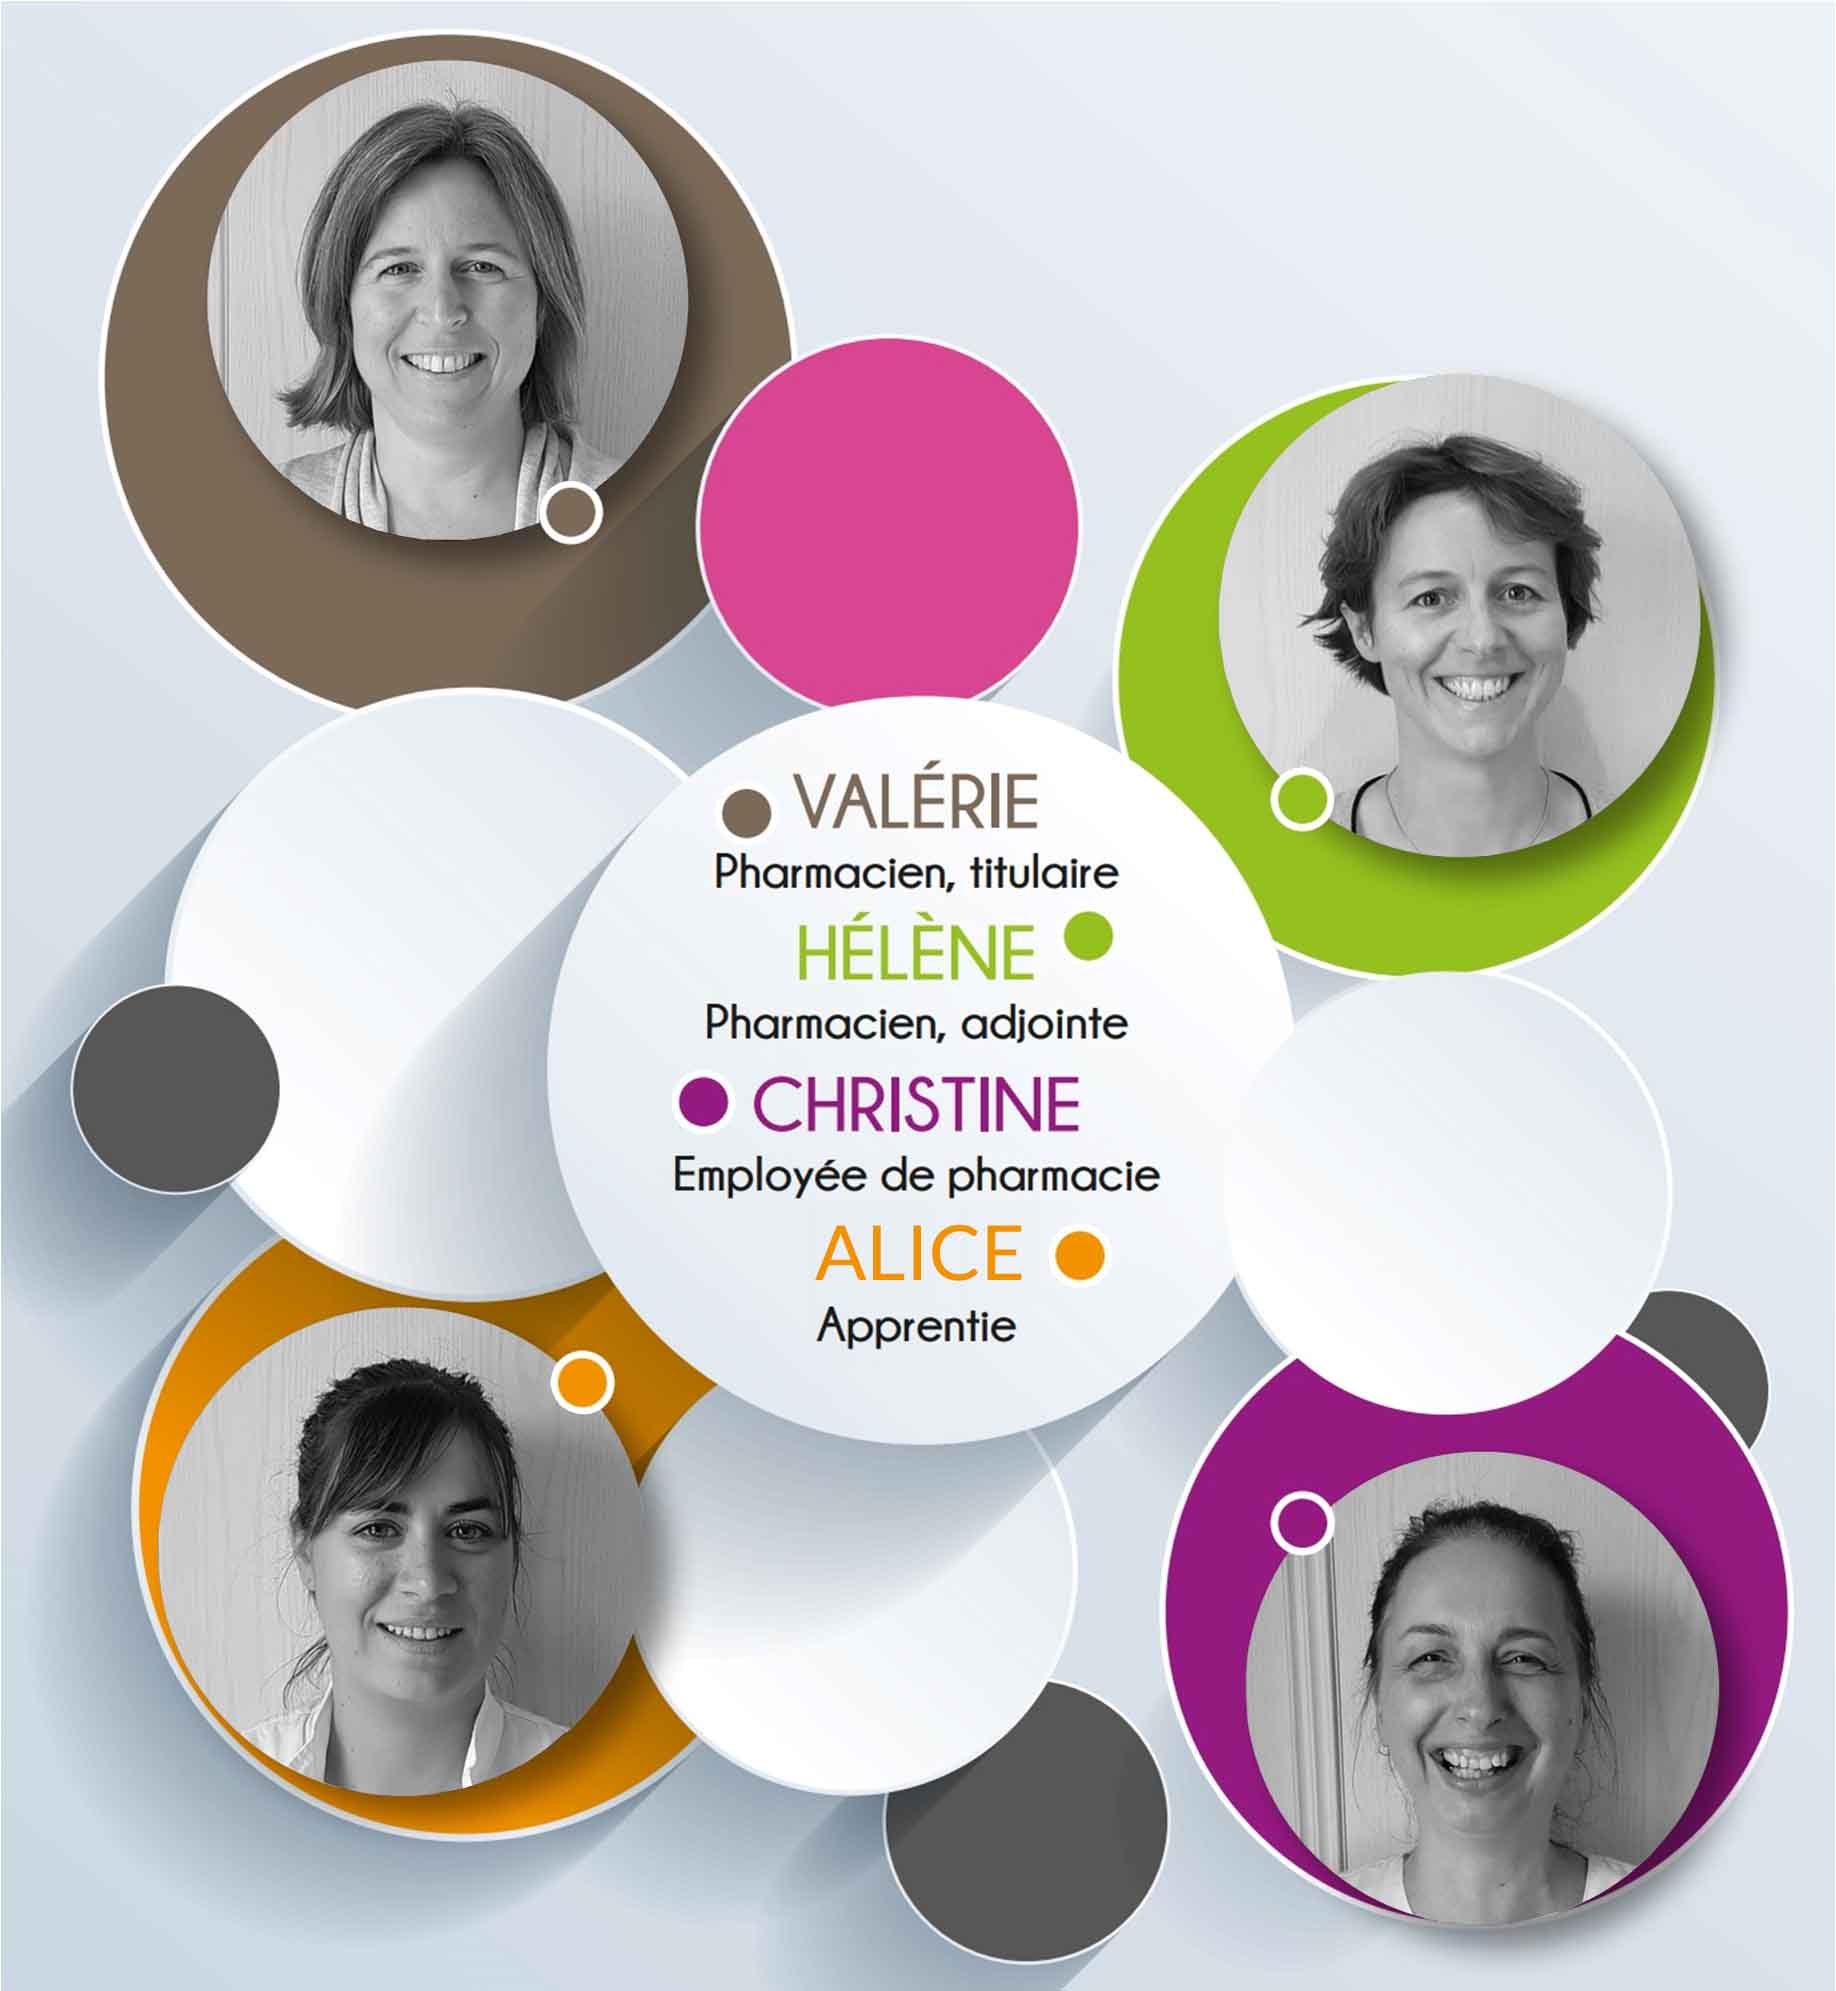 VALÉRIE
Pharmacien, titulaire
HÉLÈNE
Pharmacien, adjointe
CHRISTINE
Employée de pharmacie
ALICE
Apprentie